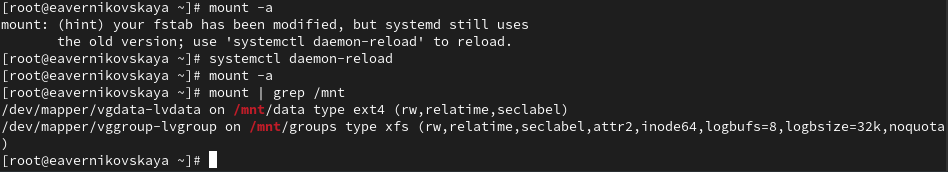 [root@eavernikovskaya ~]# mount -a
mount: (hint) your fstab has been modified, but systemd still uses
       the old version; use 'systemctl daemon-reload' to reload.
[root@eavernikovskaya ~]# systemctl daemon-reload
[root@eavernikovskaya ~]# mount -a
[root@eavernikovskaya ~]# mount | grep /mnt
/dev/mapper/vgdata-lvdata on /mnt/data type ext4 (rw,relatime,seclabel)
/dev/mapper/vggroup-lvgroup on /mnt/groups type xfs (rw,relatime,seclabel,attr2,inode64,logbufs=8,logbsize=32k,noquota
)
[root@eavernikovskaya ~]#